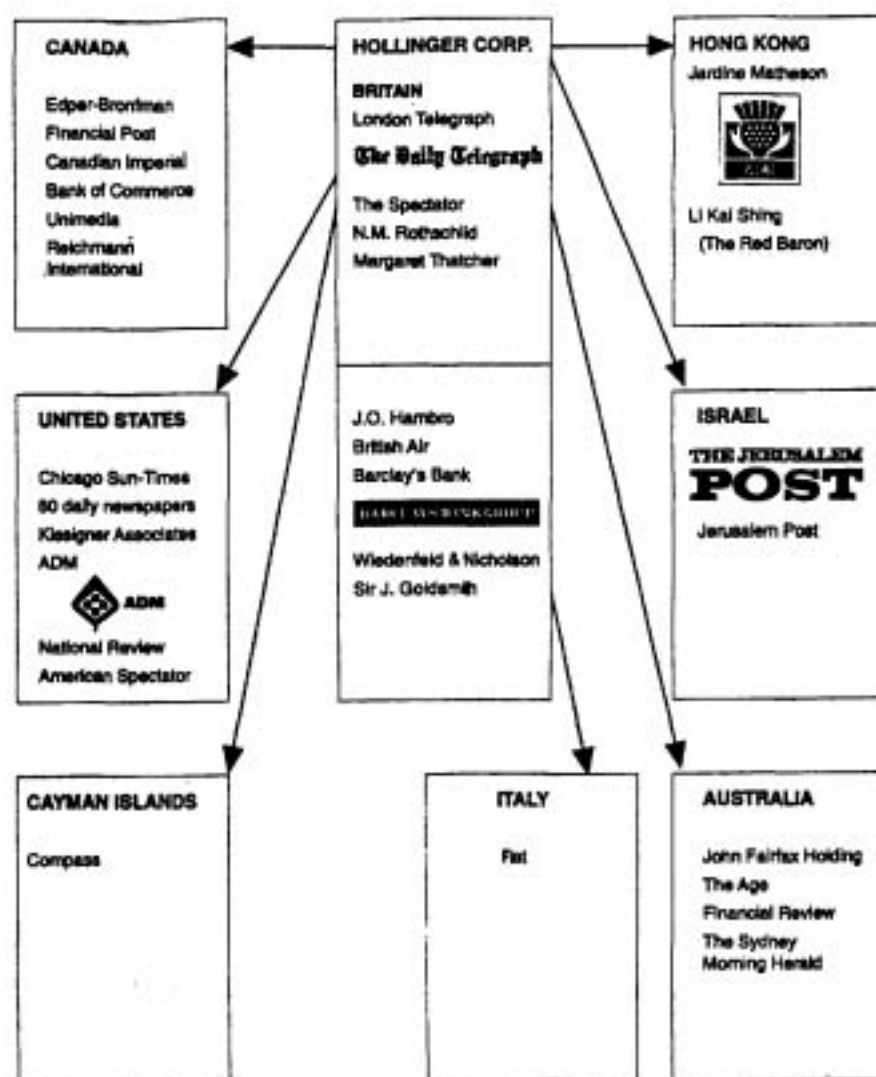 CANADA
Edper-Bronfman
Financial Post
Canadian Imperial
Bank of Commerce
Unimedia
Reichmann
International
HOLLINGER CORP.
BRITAIN
London Telegraph
The Daily Telegraph
The Spectator
N.M. Rothschild
Margaret Thatcher
J.O. Hambro
British Air
Barclay's Bank
BARCLAYS BANK GROUP
Wiedenfeld & Nicholson
Sir J. Goldsmith
HONG KONG
Jardine Matheson
Li Kai Shing
(The Red Baron)
UNITED STATES
Chicago Sun-Times
80 daily newspapers
Kissigner Associates
ADM
ADM
National Review
American Spectator
ISRAEL
THE JERUSALEM
POST
Jerusalem Post
CAYMAN ISLANDS
Compass
ITALY
Fiat
AUSTRALIA
John Fairfax Holding
The Age
Financial Review
The Sydney
Morning Herald